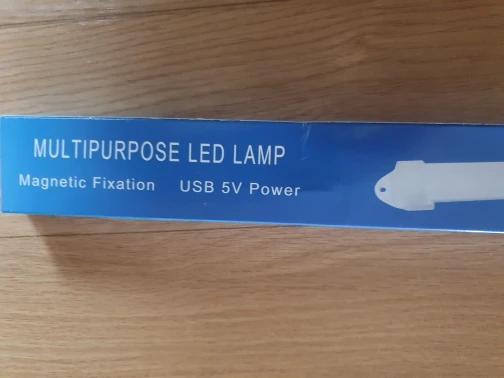 MULTIPURPOSE LED LAMP
Magnetic Fixation USB 5V Power